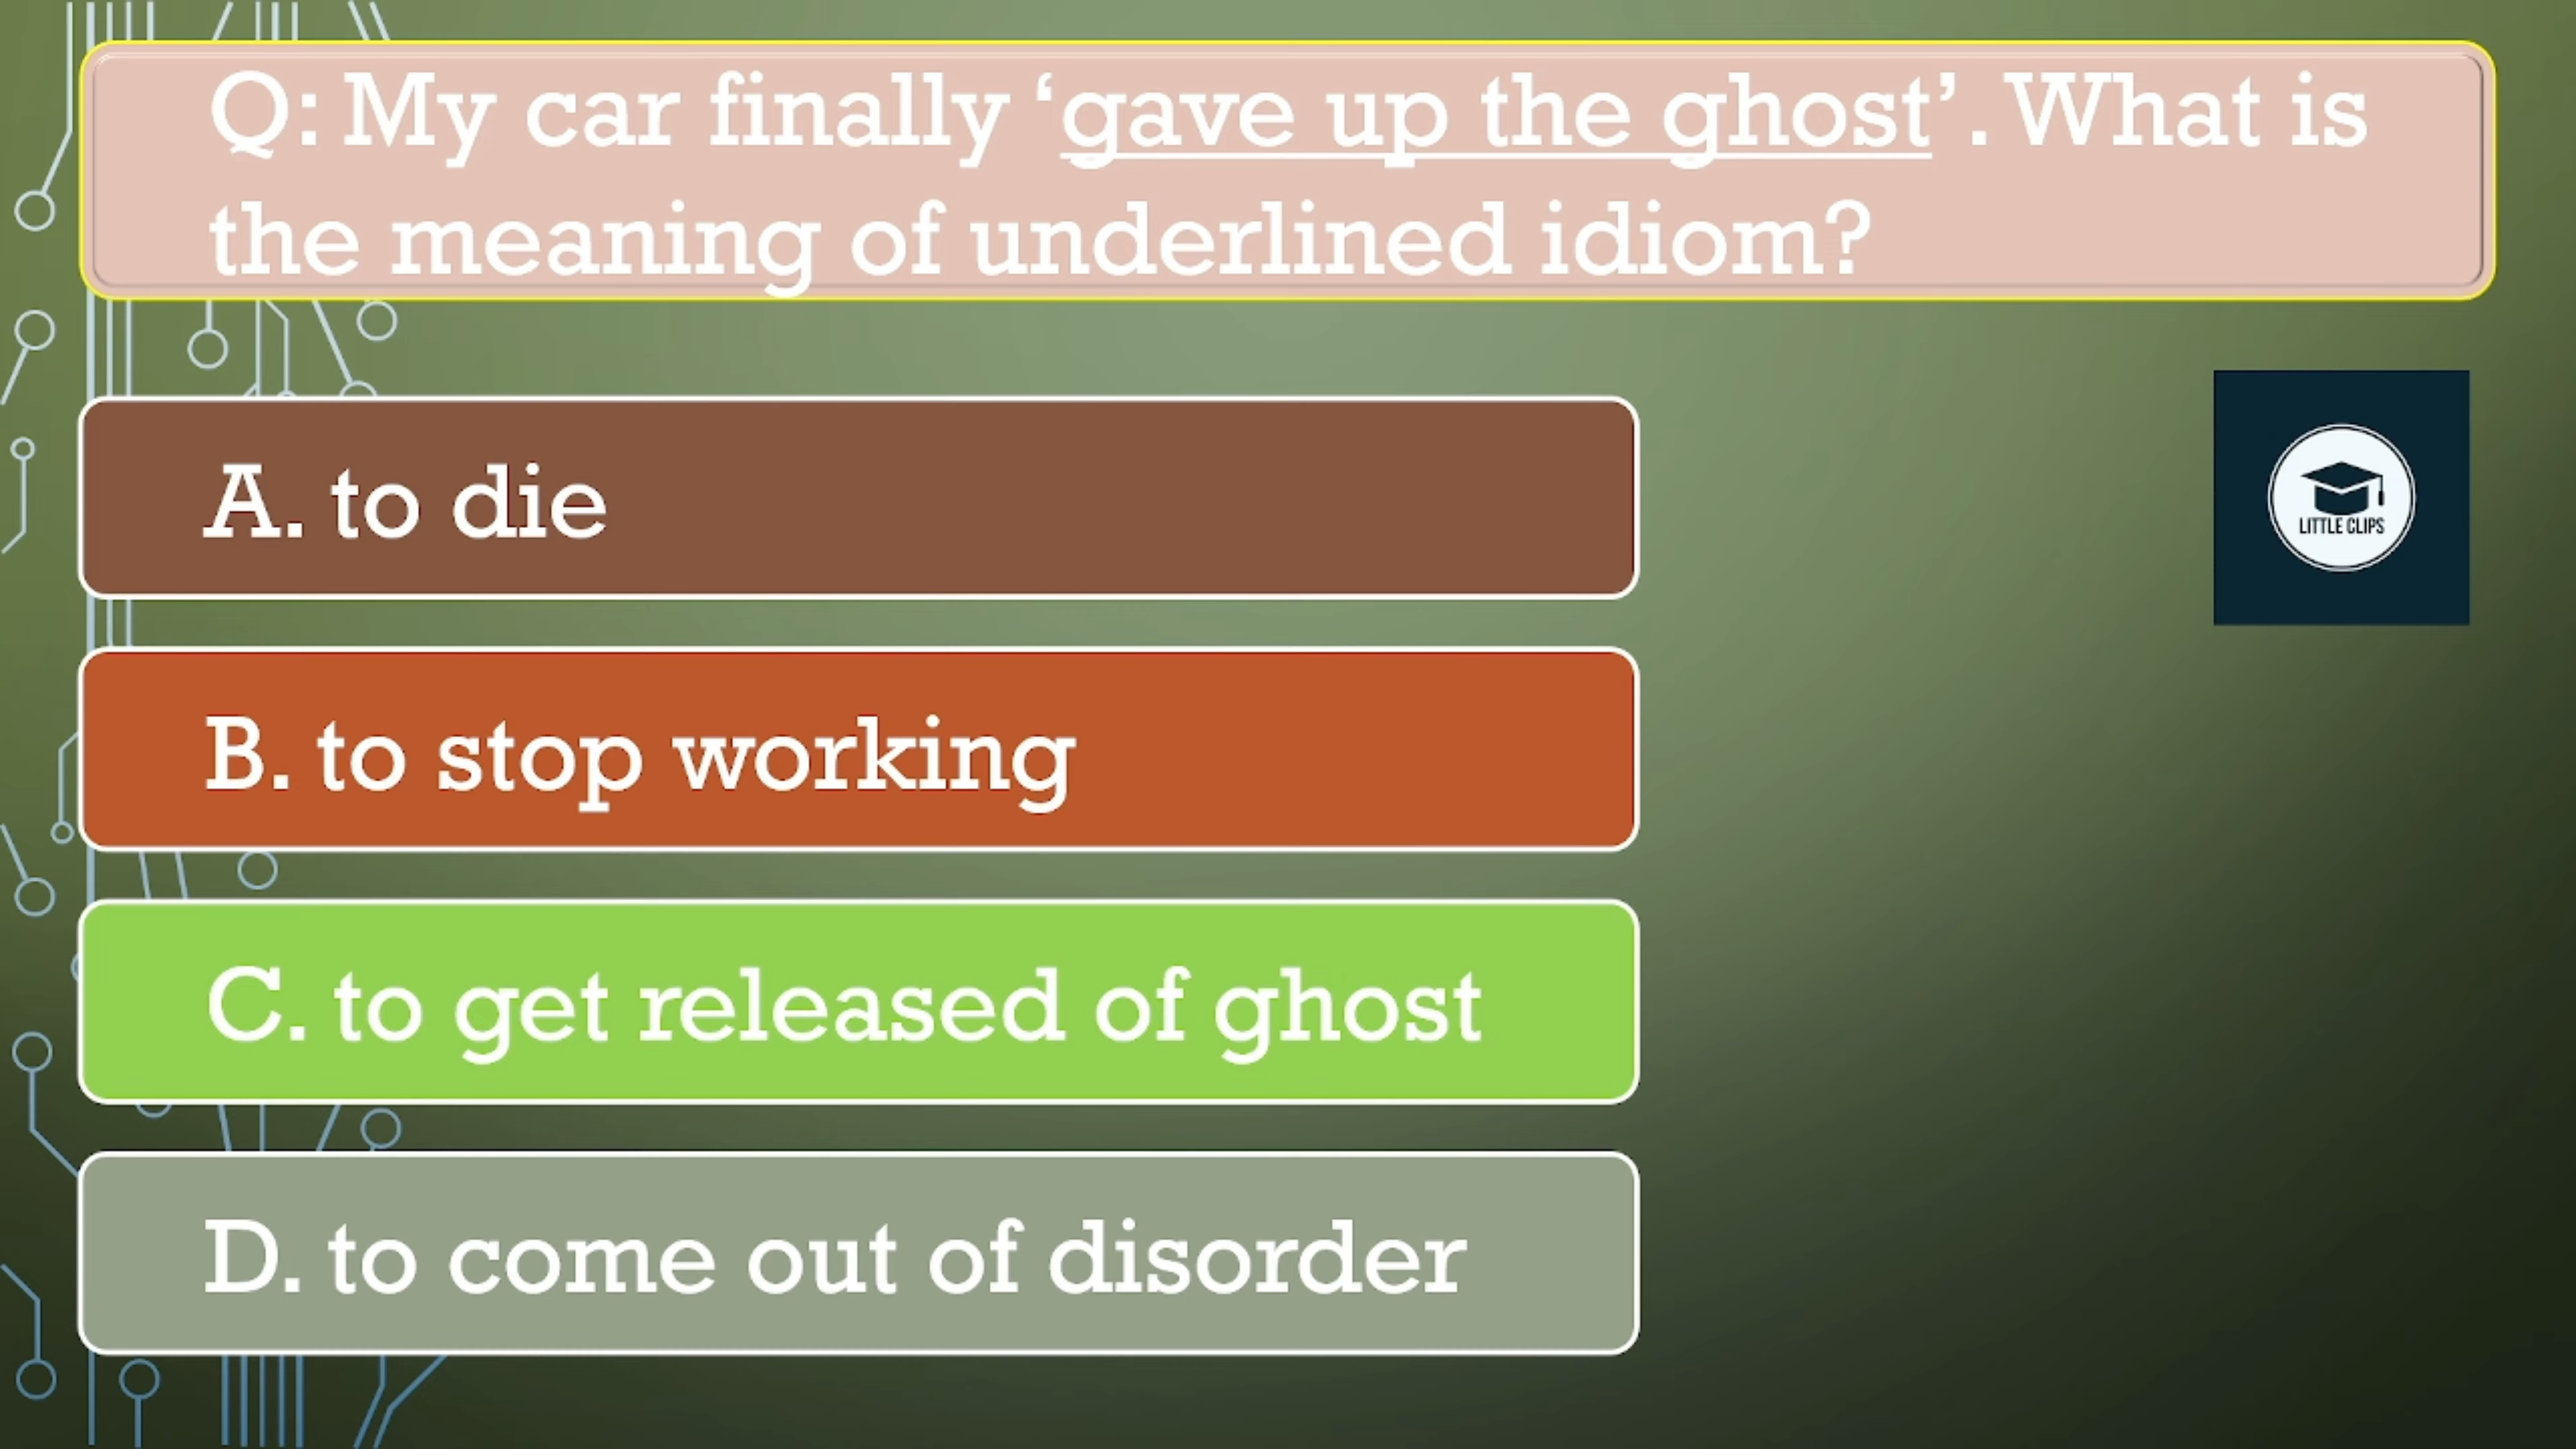 Q: My car finally ‘gave up the ghost’. What is
the meaning of underlined idiom?
A. to die
LITTLE CLIPS
B. to stop working
C. to get released of ghost
D. to come out of disorder